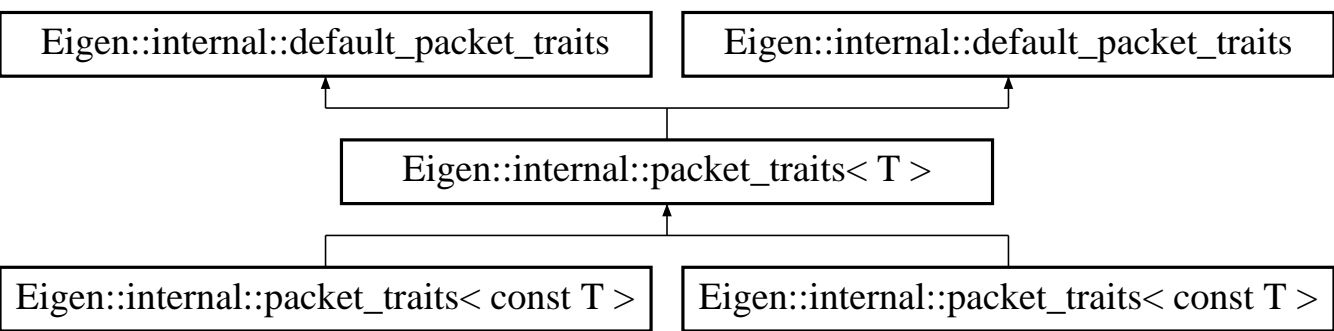 Eigen::internal::default_packet_traits
Eigen::internal::default_packet_traits
Eigen::internal::packet_traits< T >
Eigen::internal::packet_traits< const T >
Eigen::internal::packet_traits< const T >